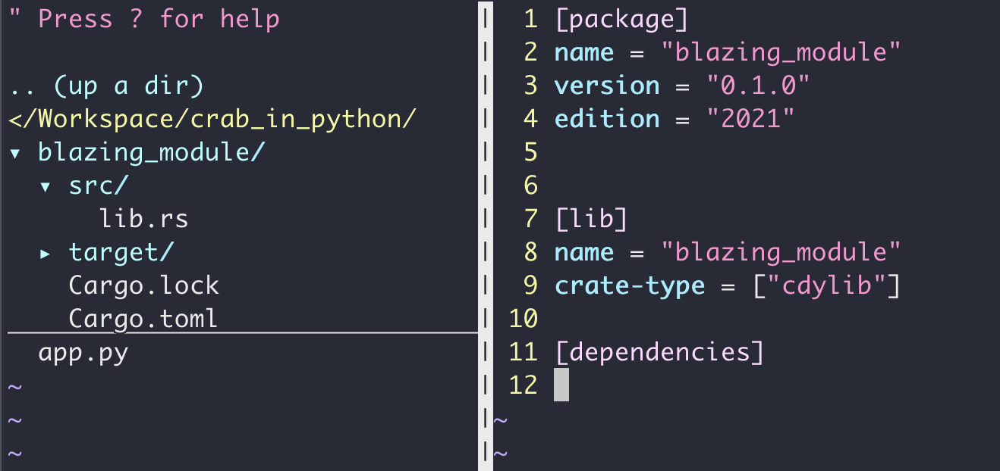 " Press ? for help
.. (up a dir)
</Workspace/crab_in_python/
▾ blazing_module/
▾ src/
lib.rs
▸ target/
Cargo.lock
Cargo.toml
app.py
~
~
~
1 [package]
2 name = "blazing_module"
3 version = "0.1.0"
4 edition = "2021"
5
6
7 [lib]
8 name = "blazing_module"
9 crate-type = ["cdylib"]
10
11 [dependencies]
12
~
~